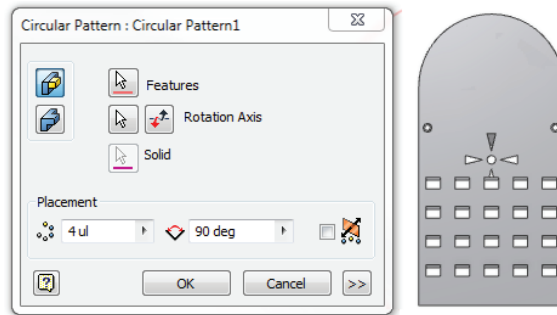 Circular Pattern : Circular Pattern1
Features
Rotation Axis
Solid
Placement
4 ul
90 deg
?
OK
Cancel
>>